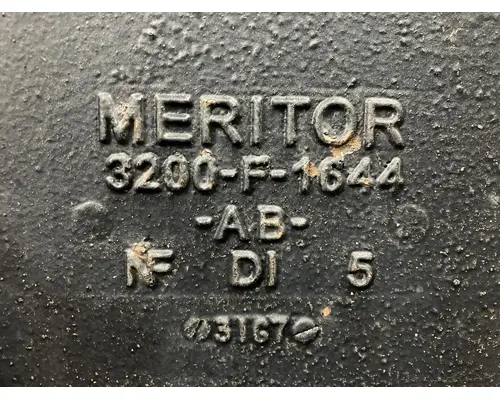 MERITOR
3200-F-1644
-AB-
NF DI 5
3167